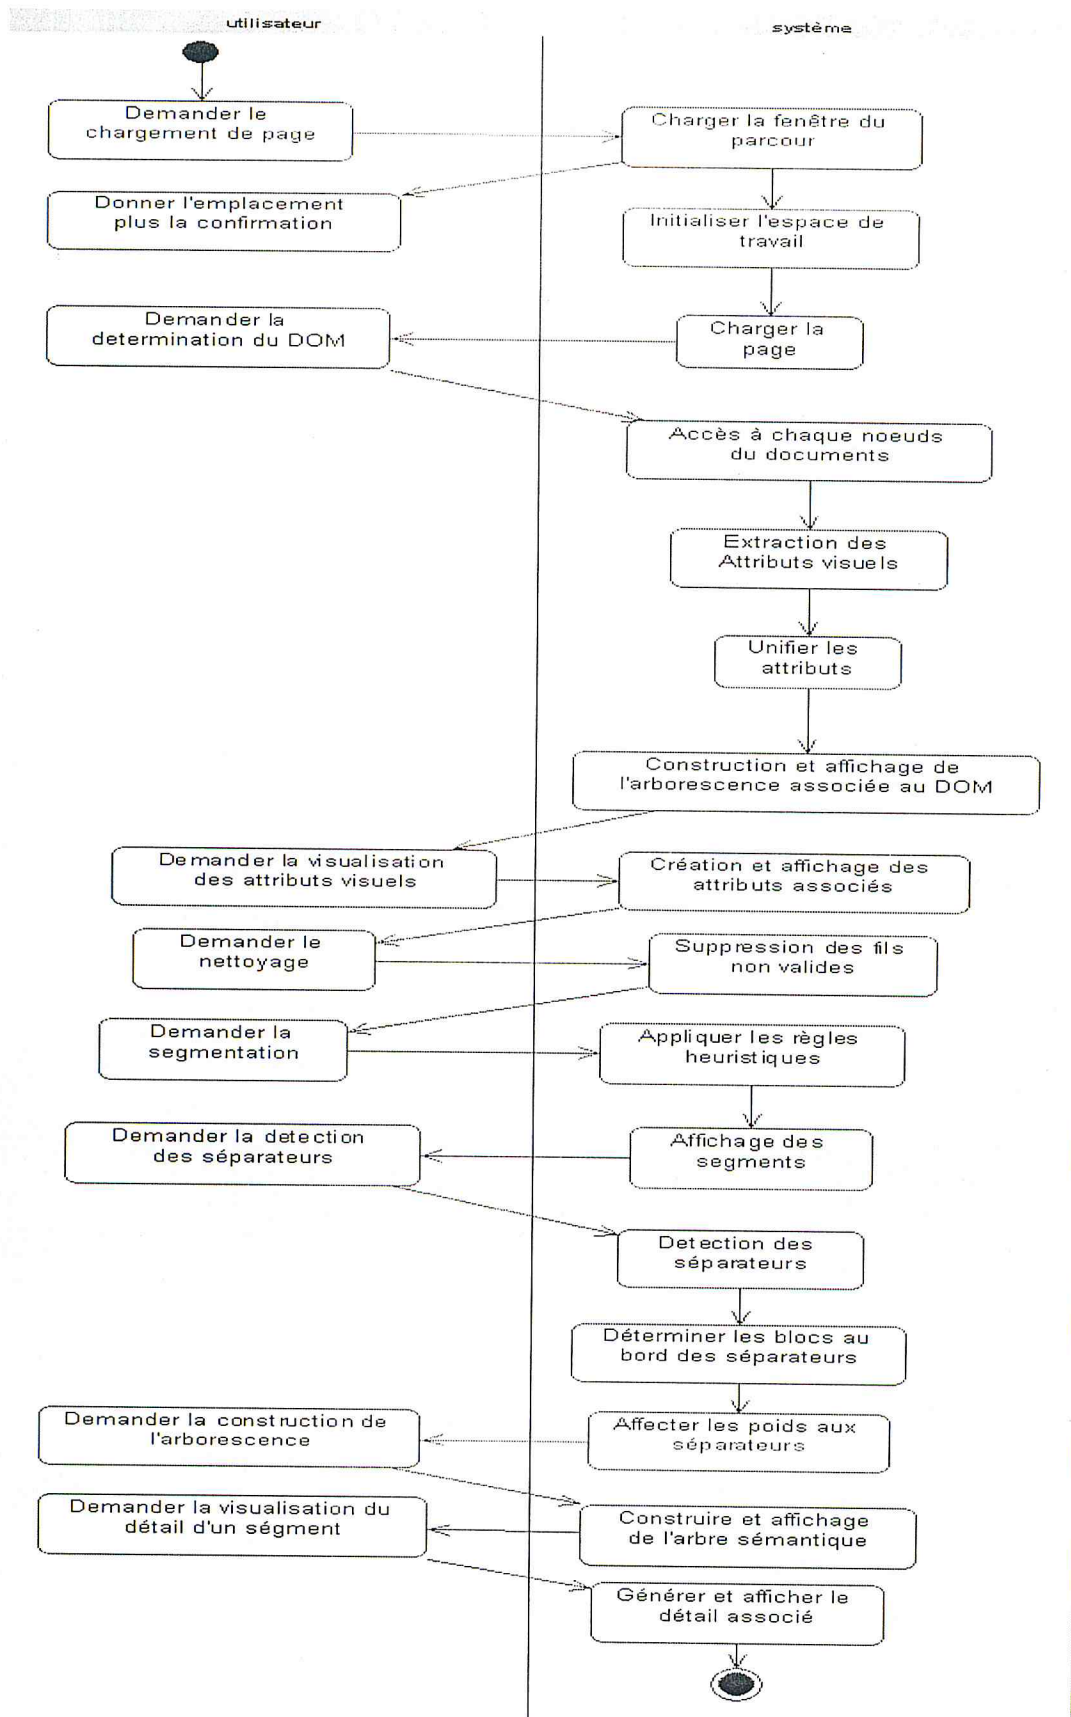 utilisateur
système
Demander le
chargement de page
Charger la fenêtre du
parcour
Donner l'emplacement
plus la confirmation
Initialiser l'espace de
travail
Demander la
determination du DOM
Charger la
page
Accès à chaque noeuds
du documents
Extraction des
Attributs visuels
Unifier les
attributs
Construction et affichage de
l'arborescence associée au DOM
Demander la visualisation
des attributs visuels
Création et affichage des
attributs associés
Demander le
nettoyage
Suppression des fils
non valides
Demander la
segmentation
Appliquer les règles
heuristiques
Demander la detection
des séparateurs
Affichage des
segments
Detection des
séparateurs
Déterminer les blocs au
bord des séparateurs
Demander la construction de
l'arborescence
Affecter les poids aux
séparateurs
Demander la visualisation du
détail d'un ségment
Construire et affichage
de l'arbre sémantique
Générer et afficher le
détail associé